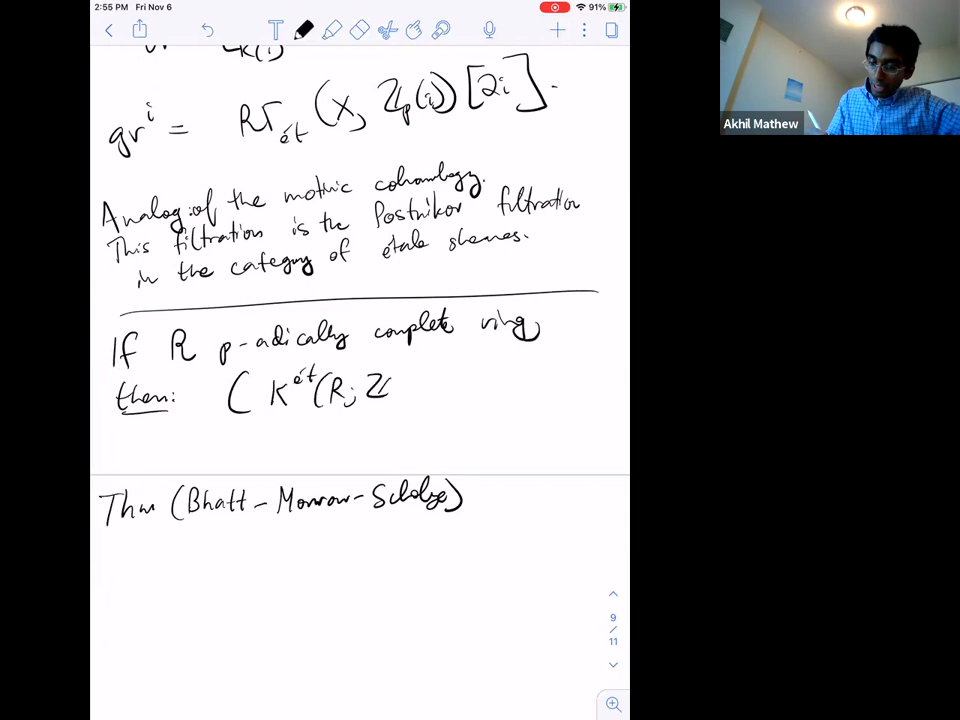 2:55 PM Fri Nov 6
91%
gr^i = RΓ_ét (X, ℤ_p(i)) [2i].
Analog of the motivic cohomology.
This filtration is the Postnikov filtration
in the category of étale sheaves.
If R p-adically complete ring
then: ( K^ét (R; ℤ
Thm (Bhatt - Morrow - Scholze)
9
/
11
Akhil Mathew